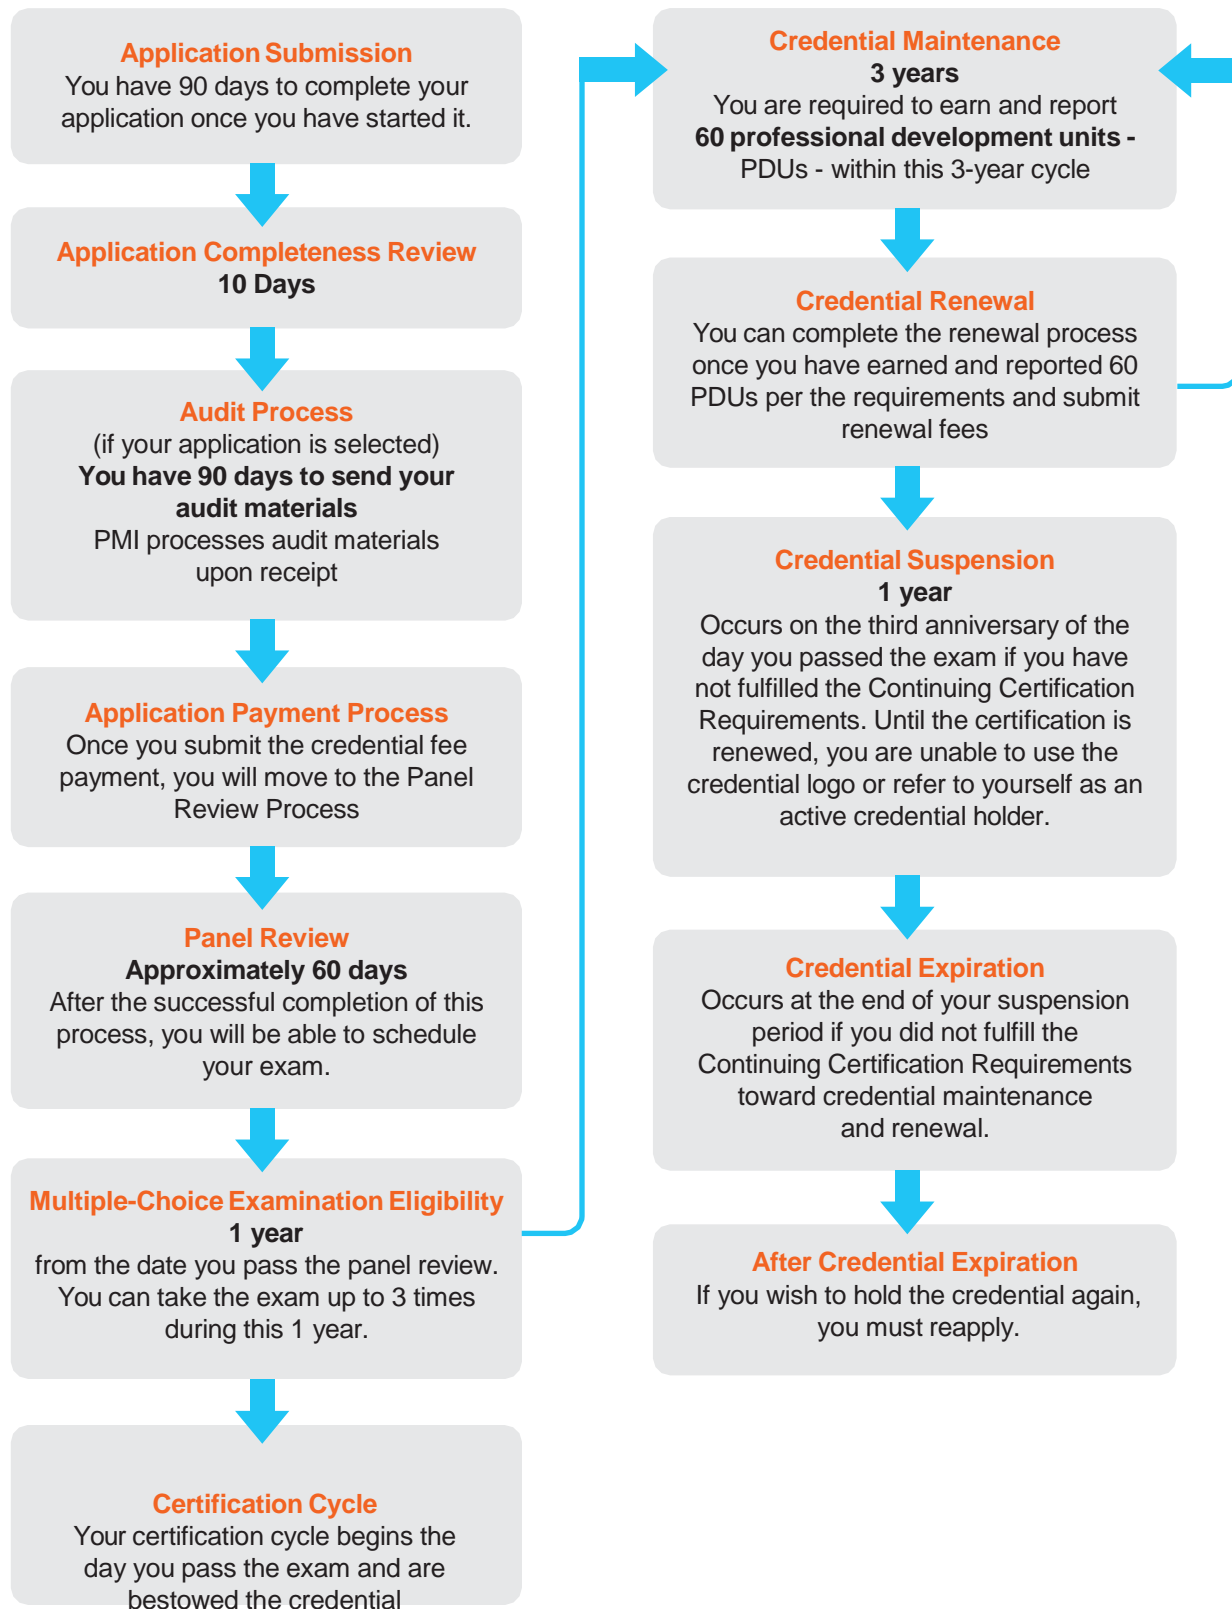 Application Submission
You have 90 days to complete your
application once you have started it.
Application Completeness Review
10 Days
Audit Process
(if your application is selected)
You have 90 days to send your
audit materials
PMI processes audit materials
upon receipt
Application Payment Process
Once you submit the credential fee
payment, you will move to the Panel
Review Process
Panel Review
Approximately 60 days
After the successful completion of this
process, you will be able to schedule
your exam.
Multiple-Choice Examination Eligibility
1 year
from the date you pass the panel review.
You can take the exam up to 3 times
during this 1 year.
Certification Cycle
Your certification cycle begins the
day you pass the exam and are
bestowed the credential
Credential Maintenance
3 years
You are required to earn and report
60 professional development units -
PDUs - within this 3-year cycle
Credential Renewal
You can complete the renewal process
once you have earned and reported 60
PDUs per the requirements and submit
renewal fees
Credential Suspension
1 year
Occurs on the third anniversary of the
day you passed the exam if you have
not fulfilled the Continuing Certification
Requirements. Until the certification is
renewed, you are unable to use the
credential logo or refer to yourself as an
active credential holder.
Credential Expiration
Occurs at the end of your suspension
period if you did not fulfill the
Continuing Certification Requirements
toward credential maintenance
and renewal.
After Credential Expiration
If you wish to hold the credential again,
you must reapply.